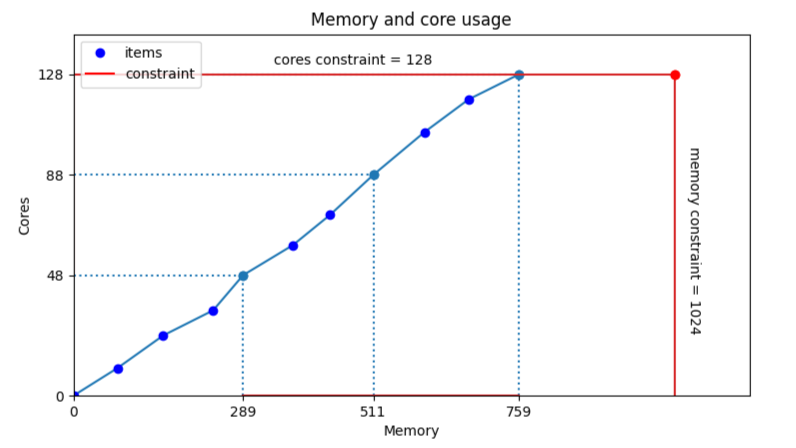 Memory and core usage
items
constraint
cores constraint = 128
128
88
48
0
Cores
memory constraint = 1024
0
289
511
759
Memory